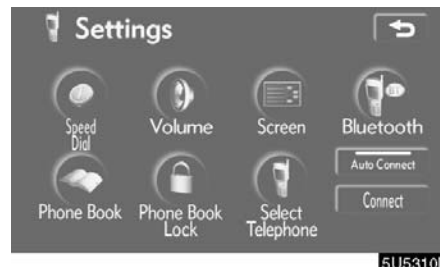 Settings
Speed
Dial
Volume
Screen
Bluetooth
Auto Connect
Phone Book
Phone Book
Lock
Select
Telephone
Connect
5U5310